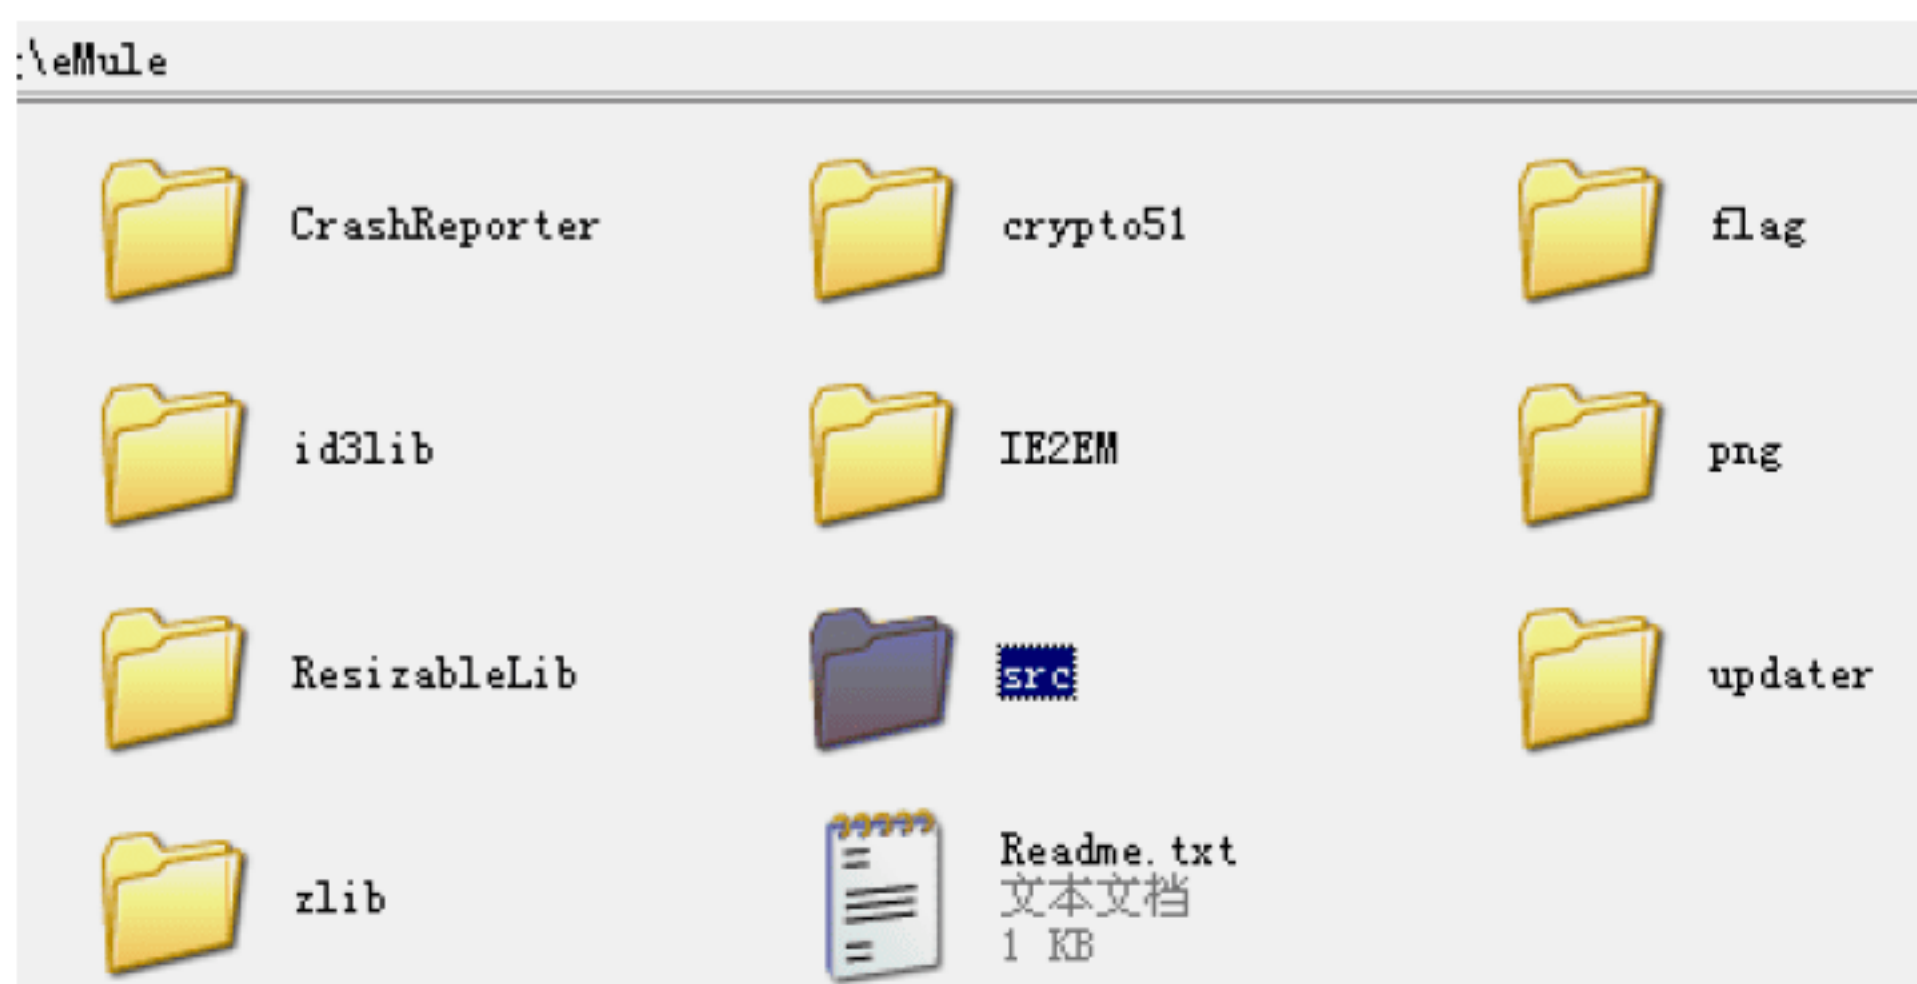 :\eMule
CrashReporter
crypto51
flag
id3lib
IE2EM
png
ResizableLib
src
updater
zlib
Readme.txt
文本文档
1 KB